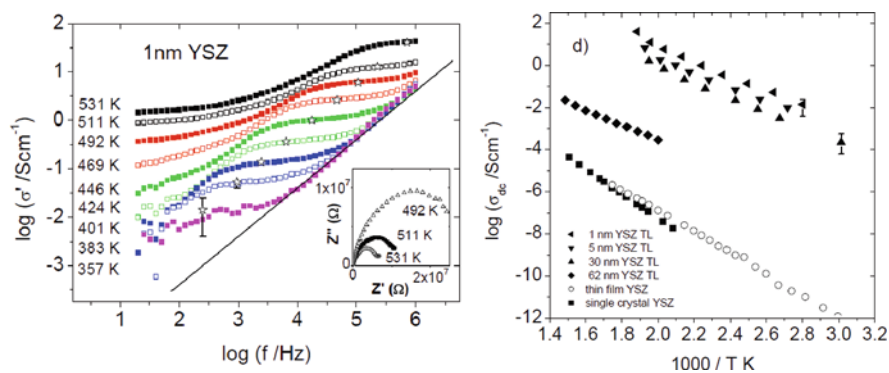 1nm YSZ
log (σ' /Scm⁻¹)
2
1
0
-1
-2
-3
531 K
511 K
492 K
469 K
446 K
424 K
401 K
383 K
357 K
1
2
3
4
5
6
log (f /Hz)
Z'' (Ω)
1x10⁷
0
492 K
511 K
531 K
0
2x10⁷
Z' (Ω)
d)
log (σdc /Scm⁻¹)
2
0
-2
-4
-6
-8
-10
-12
1 nm YSZ TL
5 nm YSZ TL
30 nm YSZ TL
62 nm YSZ TL
thin film YSZ
single crystal YSZ
1.4 1.6 1.8 2.0 2.2 2.4 2.6 2.8 3.0 3.2
1000 / T K